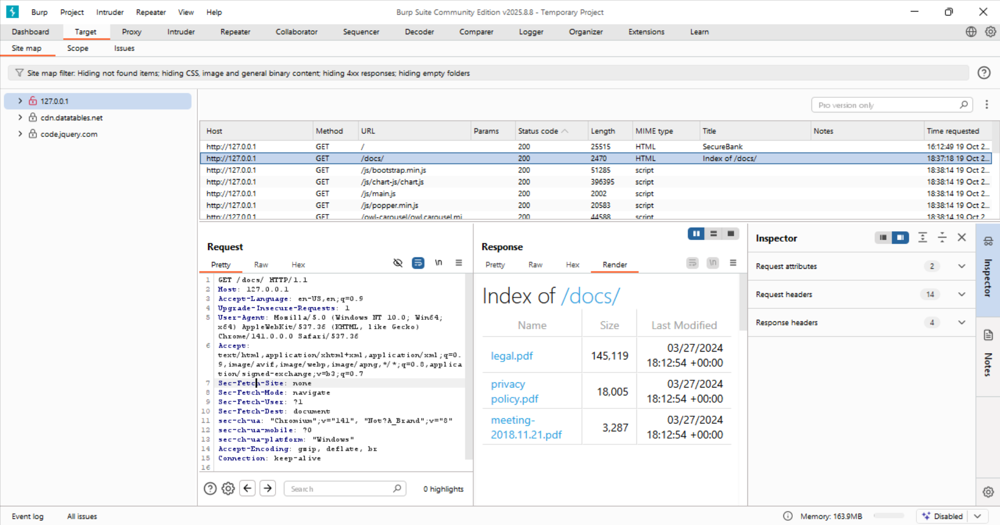 Burp Project Intruder Repeater View Help
Burp Suite Community Edition v2025.8.8 - Temporary Project
Dashboard Target Proxy Intruder Repeater Collaborator Sequencer Decoder Comparer Logger Organizer Extensions Learn
Site map Scope Issues
Site map filter: Hiding not found items; hiding CSS, image and general binary content; hiding 4xx responses; hiding empty folders
127.0.0.1
cdn.datatables.net
code.jquery.com
Pro version only
Host Method URL Params Status code Length MIME type Title Notes Time requested
http://127.0.0.1 GET / 200 25515 HTML SecureBank 16:12:49 19 Oct 2...
http://127.0.0.1 GET /docs/ 200 2470 HTML Index of /docs/ 18:37:18 19 Oct 2...
http://127.0.0.1 GET /js/bootstrap.min.js 200 51285 script 18:38:14 19 Oct 2...
http://127.0.0.1 GET /js/chart-js/chart.js 200 396395 script 18:38:14 19 Oct 2...
http://127.0.0.1 GET /js/main.js 200 2002 script 18:38:14 19 Oct 2...
http://127.0.0.1 GET /js/popper.min.js 200 20583 script 18:38:14 19 Oct 2...
http://127.0.0.1 GET /owl-carousel/owl.carousel.mi 200 44588 script 18:38:14 19 Oct 2
Request
Pretty Raw Hex \n
1 GET /docs/ HTTP/1.1
2 Host: 127.0.0.1
3 Accept-Language: en-US,en;q=0.9
4 Upgrade-Insecure-Requests: 1
5 User-Agent: Mozilla/5.0 (Windows NT 10.0; Win64;
x64) AppleWebKit/537.36 (KHTML, like Gecko)
Chrome/141.0.0.0 Safari/537.36
6 Accept:
text/html,application/xhtml+xml,application/xml;q=0.
9,image/avif,image/webp,image/apng,*/*;q=0.8,applica
tion/signed-exchange;v=b3;q=0.7
7 Sec-Fetch-Site: none
8 Sec-Fetch-Mode: navigate
9 Sec-Fetch-User: ?1
10 Sec-Fetch-Dest: document
11 sec-ch-ua: "Chromium";v="141", "Not?A_Brand";v="8"
12 sec-ch-ua-mobile: ?0
13 sec-ch-ua-platform: "Windows"
14 Accept-Encoding: gzip, deflate, br
15 Connection: keep-alive
16
Search
0 highlights
Response
Pretty Raw Hex Render \n
Index of /docs/
Name Size Last Modified
legal.pdf 145,119 03/27/2024
18:12:54 +00:00
privacy
policy.pdf 18,005 03/27/2024
18:12:54 +00:00
meeting-
2018.11.21.pdf 3,287 03/27/2024
18:12:54 +00:00
Inspector
Request attributes 2
Request headers 14
Response headers 4
Inspector
Notes
Event log All issues
Memory: 163.9MB
Disabled